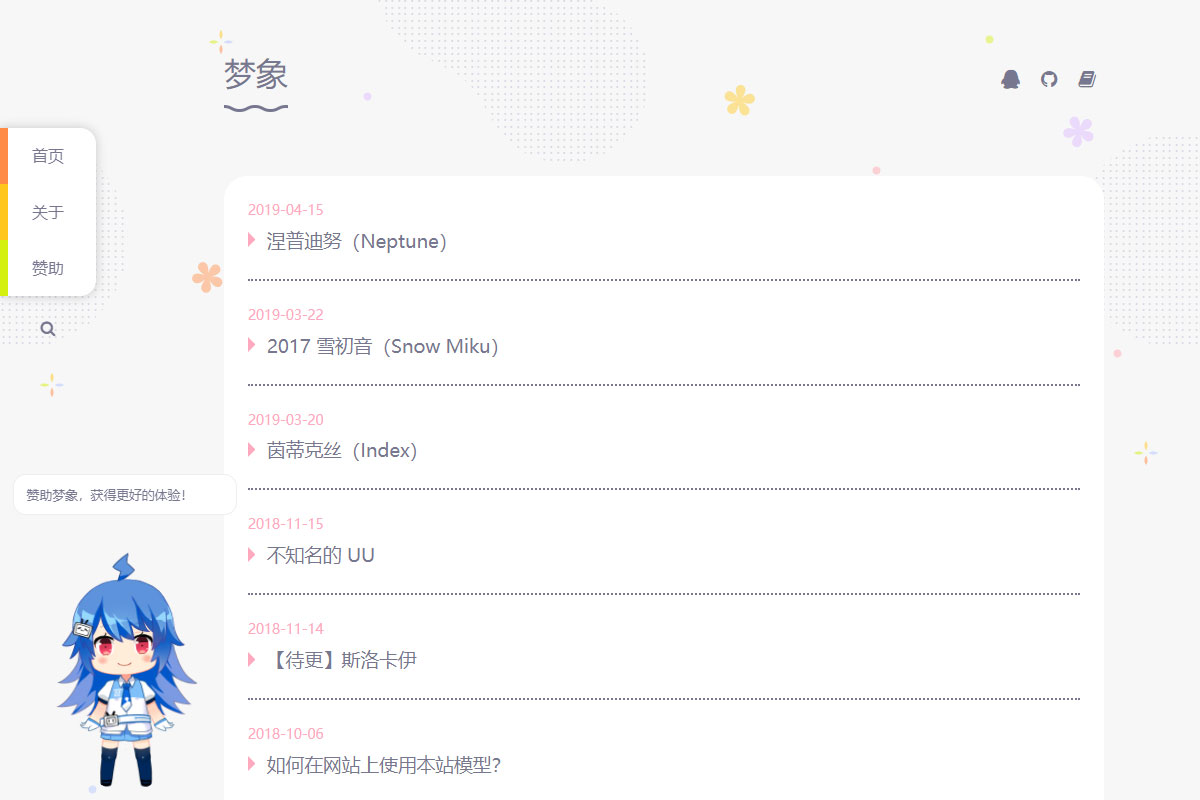 梦象
首页
关于
赞助
2019-04-15
涅普迪努（Neptune）
2019-03-22
2017 雪初音（Snow Miku）
2019-03-20
茵蒂克丝（Index）
2018-11-15
不知名的 UU
2018-11-14
【待更】斯洛卡伊
2018-10-06
如何在网站上使用本站模型？
赞助梦象，获得更好的体验！